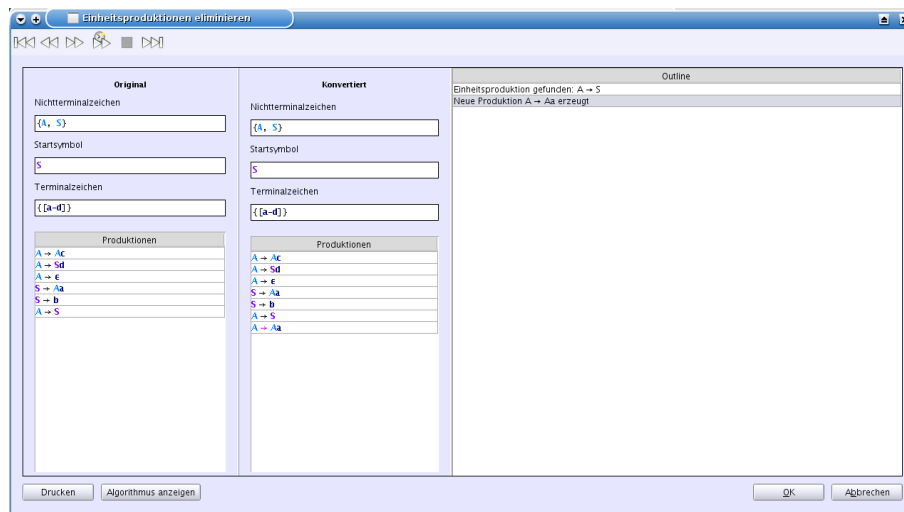 Einheitsproduktionen eliminieren
Original
Nichtterminalzeichen
{A, S}
Startsymbol
S
Terminalzeichen
{[a-d]}
Produktionen
A → Ac
A → Sd
A → ε
S → Aa
S → b
A → S
Konvertiert
Nichtterminalzeichen
{A, S}
Startsymbol
S
Terminalzeichen
{[a-d]}
Produktionen
A → Ac
A → Sd
A → ε
S → Aa
S → b
A → S
A → Aa
Outline
Einheitsproduktion gefunden: A → S
Neue Produktion A → Aa erzeugt
Drucken
Algorithmus anzeigen
OK
Abbrechen